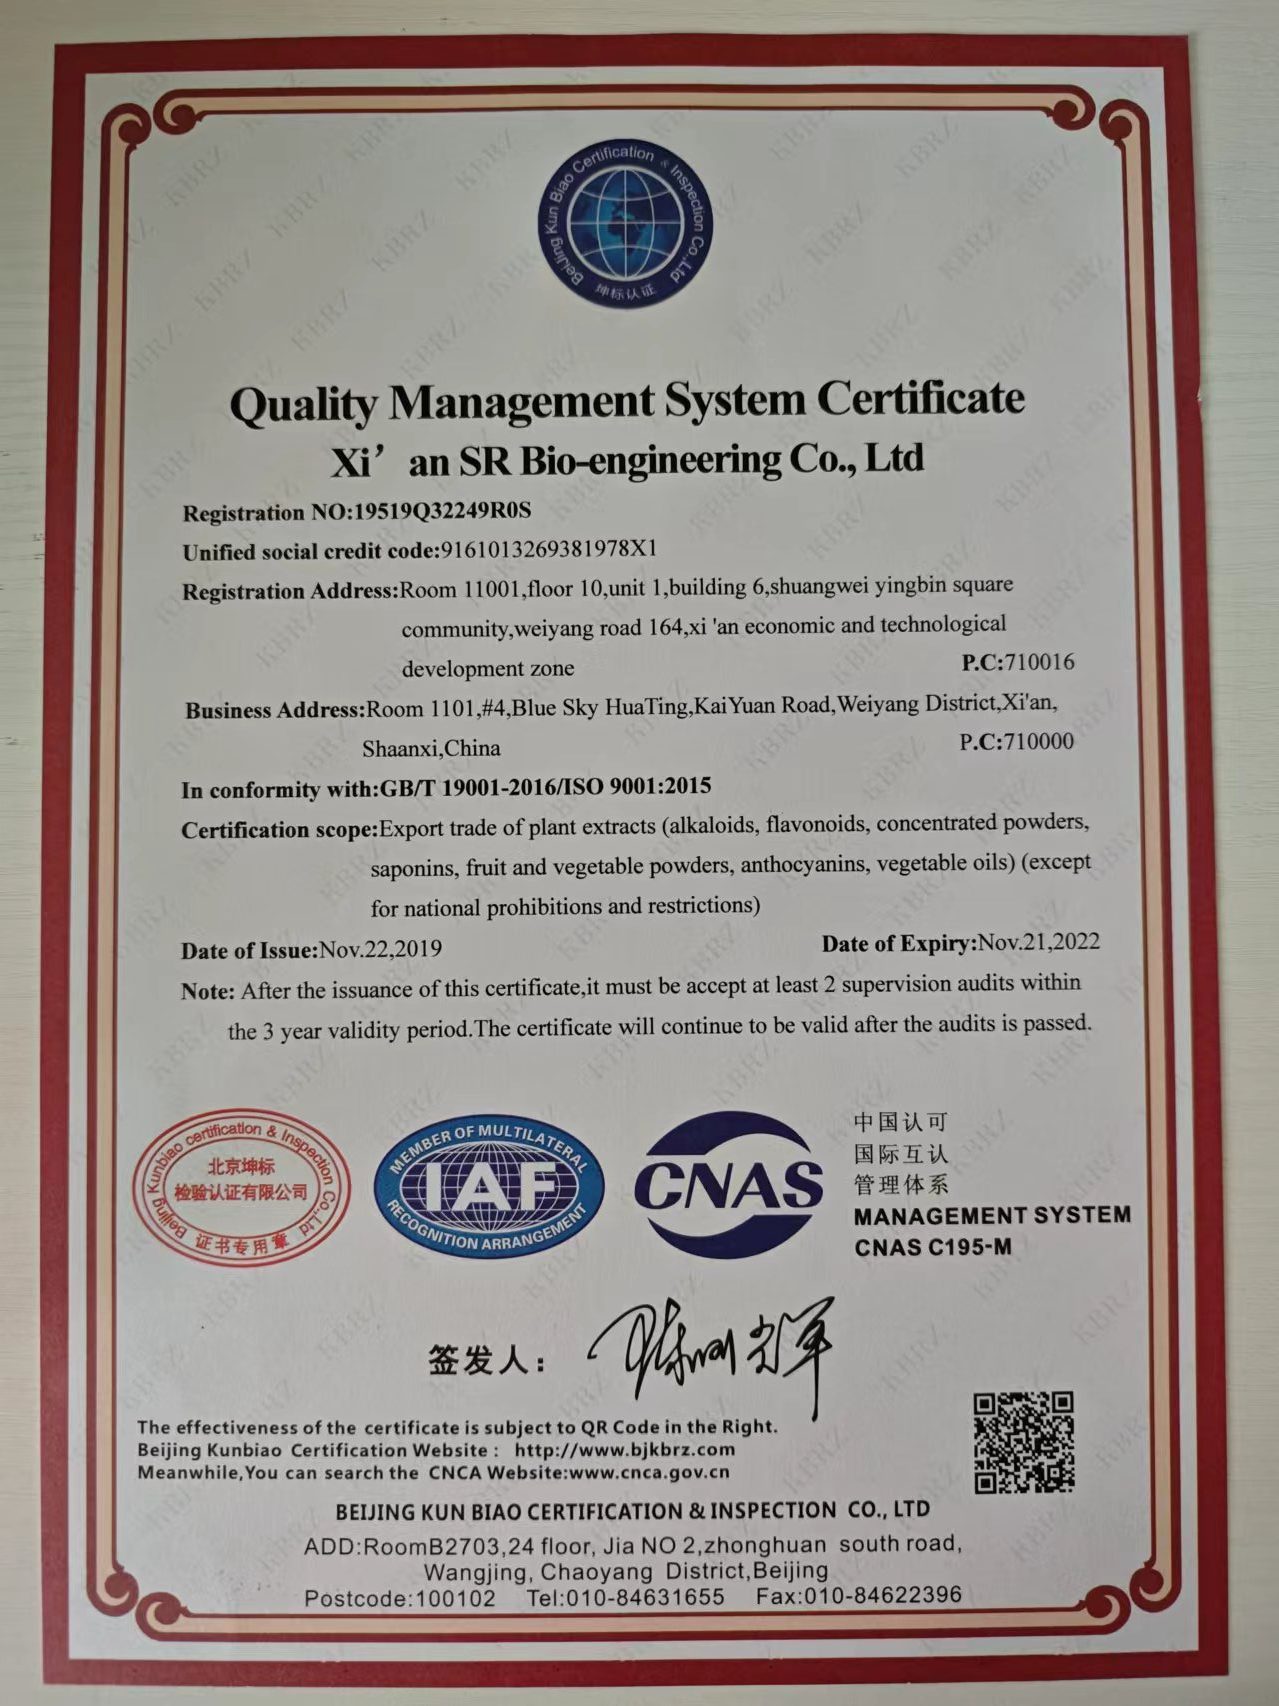 BeiJing Kun Biao Certification & Inspection Co.,Ltd
坤标认证
Quality Management System Certificate
Xi’an SR Bio-engineering Co., Ltd
Registration NO:19519Q32249R0S
Unified social credit code:9161013269381978X1
Registration Address:Room 11001,floor 10,unit 1,building 6,shuangwei yingbin square
community,weiyang road 164,xi 'an economic and technological
development zone P.C:710016
Business Address:Room 1101,#4,Blue Sky HuaTing,KaiYuan Road,Weiyang District,Xi'an,
Shaanxi,China P.C:710000
In conformity with:GB/T 19001-2016/ISO 9001:2015
Certification scope:Export trade of plant extracts (alkaloids, flavonoids, concentrated powders,
saponins, fruit and vegetable powders, anthocyanins, vegetable oils) (except
for national prohibitions and restrictions)
Date of Issue:Nov.22,2019 Date of Expiry:Nov.21,2022
Note: After the issuance of this certificate,it must be accept at least 2 supervision audits within
the 3 year validity period.The certificate will continue to be valid after the audits is passed.
Beijing Kunbiao certification & Inspection Co.,Ltd
北京坤标
检验认证有限公司
证书专用章
MEMBER OF MULTILATERAL
IAF
RECOGNITION ARRANGEMENT
CNAS
中国认可
国际互认
管理体系
MANAGEMENT SYSTEM
CNAS C195-M
签发人：
The effectiveness of the certificate is subject to QR Code in the Right.
Beijing Kunbiao Certification Website : http://www.bjkbrz.com
Meanwhile,You can search the CNCA Website:www.cnca.gov.cn
BEIJING KUN BIAO CERTIFICATION & INSPECTION CO., LTD
ADD:RoomB2703,24 floor, Jia NO 2,zhonghuan south road,
Wangjing, Chaoyang District,Beijing
Postcode:100102 Tel:010-84631655 Fax:010-84622396
KBRZ